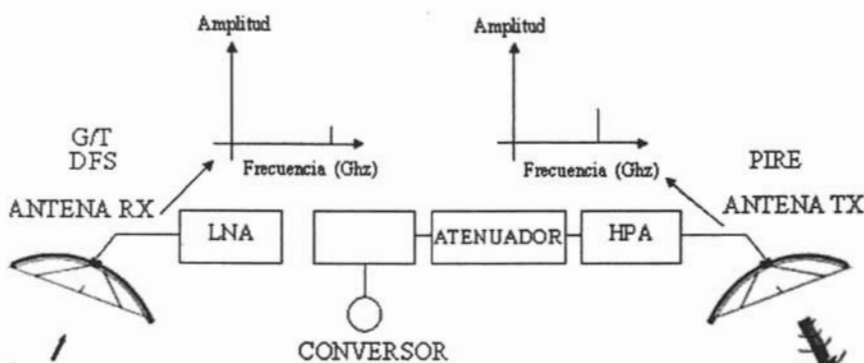 Amplitud
Amplitud
G/T
DFS
Frecuencia (Ghz)
Frecuencia (Ghz)
PIRE
ANTENA RX
ANTENA TX
LNA
ATENUADOR
HPA
CONVERSOR